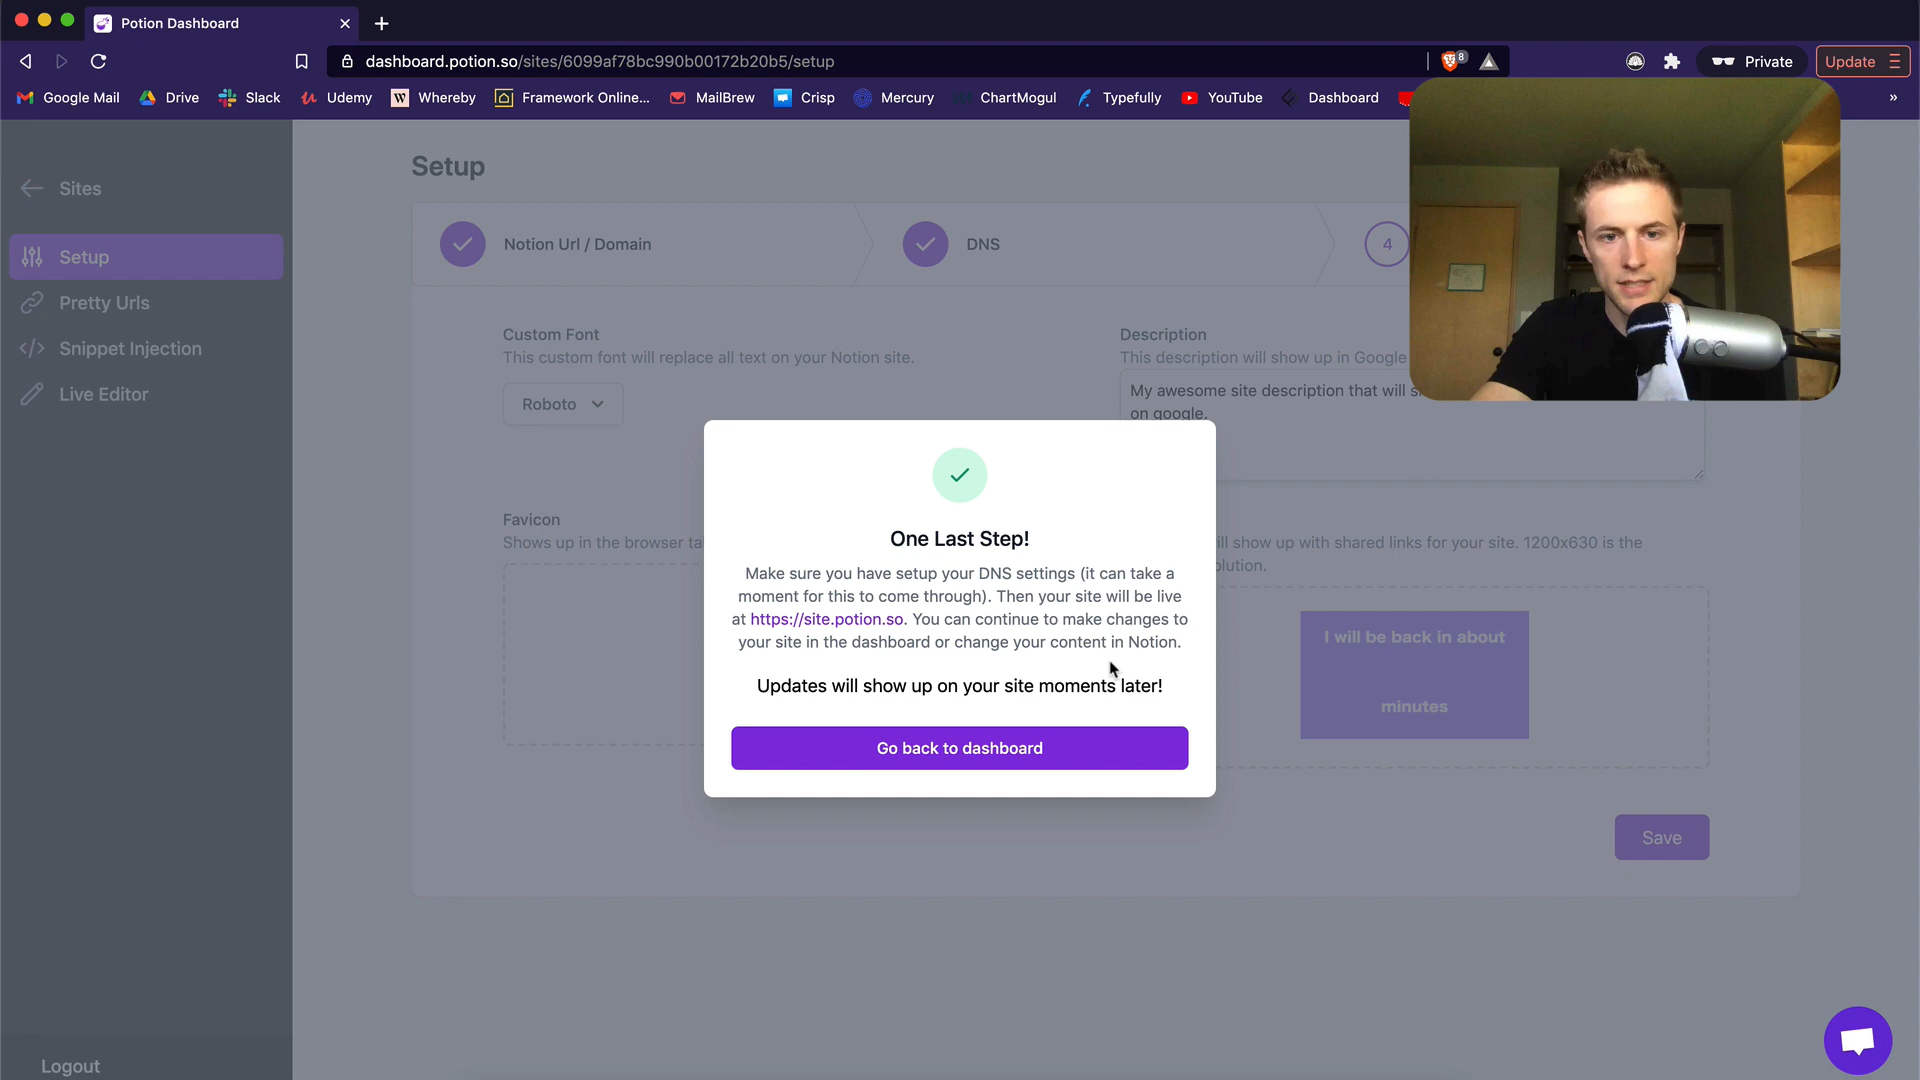 Potion Dashboard
dashboard.potion.so/sites/6099af78bc990b00172b20b5/setup
8
Private
Update
Google Mail
Drive
Slack
Udemy
W
Whereby
Framework Online...
MailBrew
Crisp
Mercury
ChartMogul
Typefully
YouTube
Dashboard
»
Sites
Setup
Pretty Urls
Snippet Injection
Live Editor
Logout
Setup
Notion Url / Domain
DNS
4
Custom Font
This custom font will replace all text on your Notion site.
Roboto
Description
This description will show up in Google
My awesome site description that will s
on google.
Favicon
Shows up in the browser ta
ill show up with shared links for your site. 1200x630 is the
olution.
I will be back in about
minutes
Save
One Last Step!
Make sure you have setup your DNS settings (it can take a
moment for this to come through). Then your site will be live
at https://site.potion.so. You can continue to make changes to
your site in the dashboard or change your content in Notion.
Updates will show up on your site moments later!
Go back to dashboard